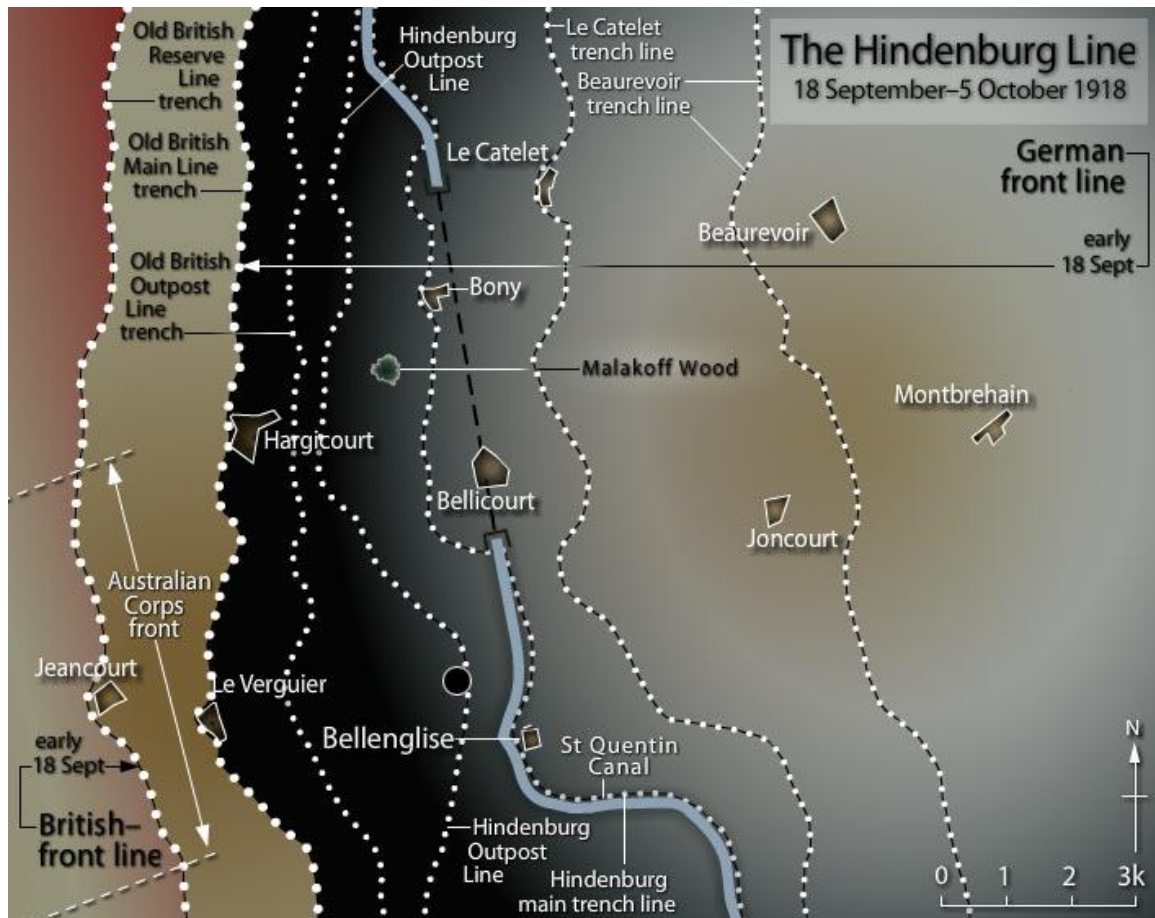 The Hindenburg Line
18 September–5 October 1918
Old British
Reserve
Line
trench
Hindenburg
Outpost
Line
Le Catelet
trench line
Beaurevoir
trench line
Old British
Main Line
trench
Le Catelet
German
front line
early
18 Sept
Beaurevoir
Old British
Outpost
Line
trench
Bony
Malakoff Wood
Montbrehain
Hargicourt
Bellicourt
Joncourt
Australian
Corps
front
Jeancourt
Le Verguier
early
18 Sept
British–
front line
Bellenglise
St Quentin
Canal
Hindenburg
Outpost
Line
Hindenburg
main trench line
N
0 1 2 3k